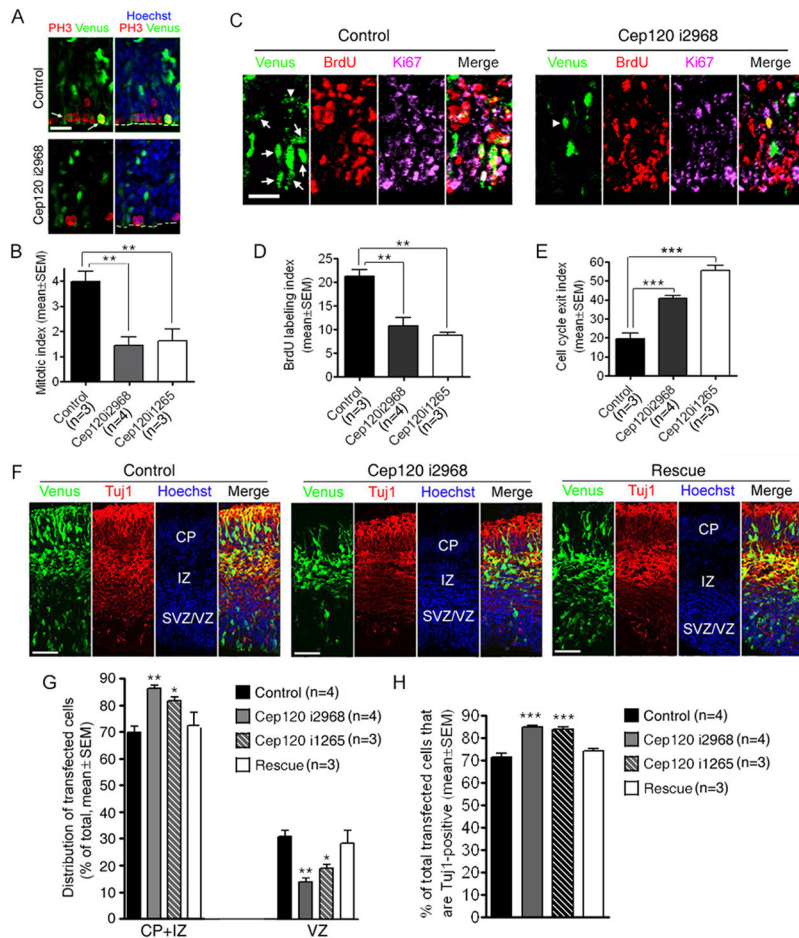 A
Hoechst
PH3 Venus PH3 Venus
Control
Cep120 i2968
B
Mitotic index (mean±SEM)
5
4
3
2
1
0
**
**
Control
(n=3)
Cep120i2968
(n=4)
Cep120i1265
(n=3)
C
Control
Venus BrdU Ki67 Merge
Cep120 i2968
Venus BrdU Ki67 Merge
D
BrdU labeling index
(mean±SEM)
25
20
15
10
5
0
**
**
Control
(n=3)
Cep120i2968
(n=4)
Cep120i1265
(n=3)
E
Cell cycle exit index
(mean±SEM)
70
60
50
40
30
20
10
0
***
***
Control
(n=3)
Cep120i2968
(n=4)
Cep120i1265
(n=3)
F
Control
Venus Tuj1 Hoechst Merge
CP
IZ
SVZ/VZ
Cep120 i2968
Venus Tuj1 Hoechst Merge
CP
IZ
SVZ/VZ
Rescue
Venus Tuj1 Hoechst Merge
CP
IZ
SVZ/VZ
G
Distribution of transfected cells
(% of total, mean±SEM)
90
80
70
60
50
40
30
20
10
0
**
*
**
*
CP+IZ
VZ
Control (n=4)
Cep120 i2968 (n=4)
Cep120 i1265 (n=3)
Rescue (n=3)
H
% of total transfected cells that
are Tuj1-positive (mean±SEM)
90
80
70
60
50
40
30
20
10
0
***
***
Control (n=4)
Cep120 i2968 (n=4)
Cep120 i1265 (n=3)
Rescue (n=3)